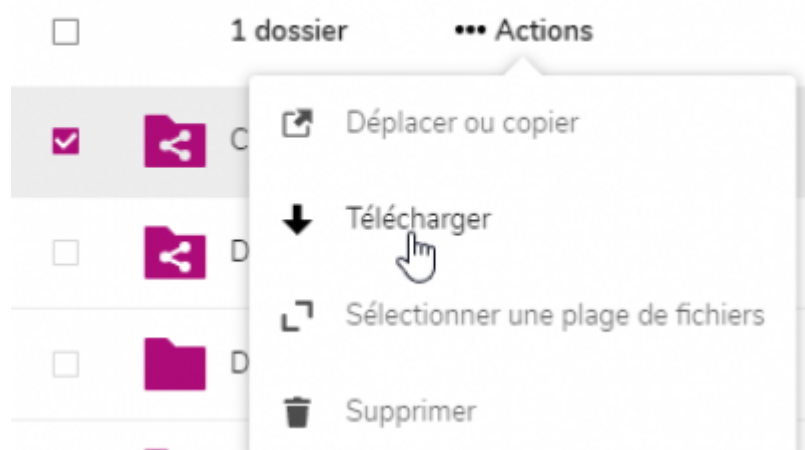 1 dossier ••• Actions
C
Déplacer ou copier
Télécharger
D
Sélectionner une plage de fichiers
D
Supprimer